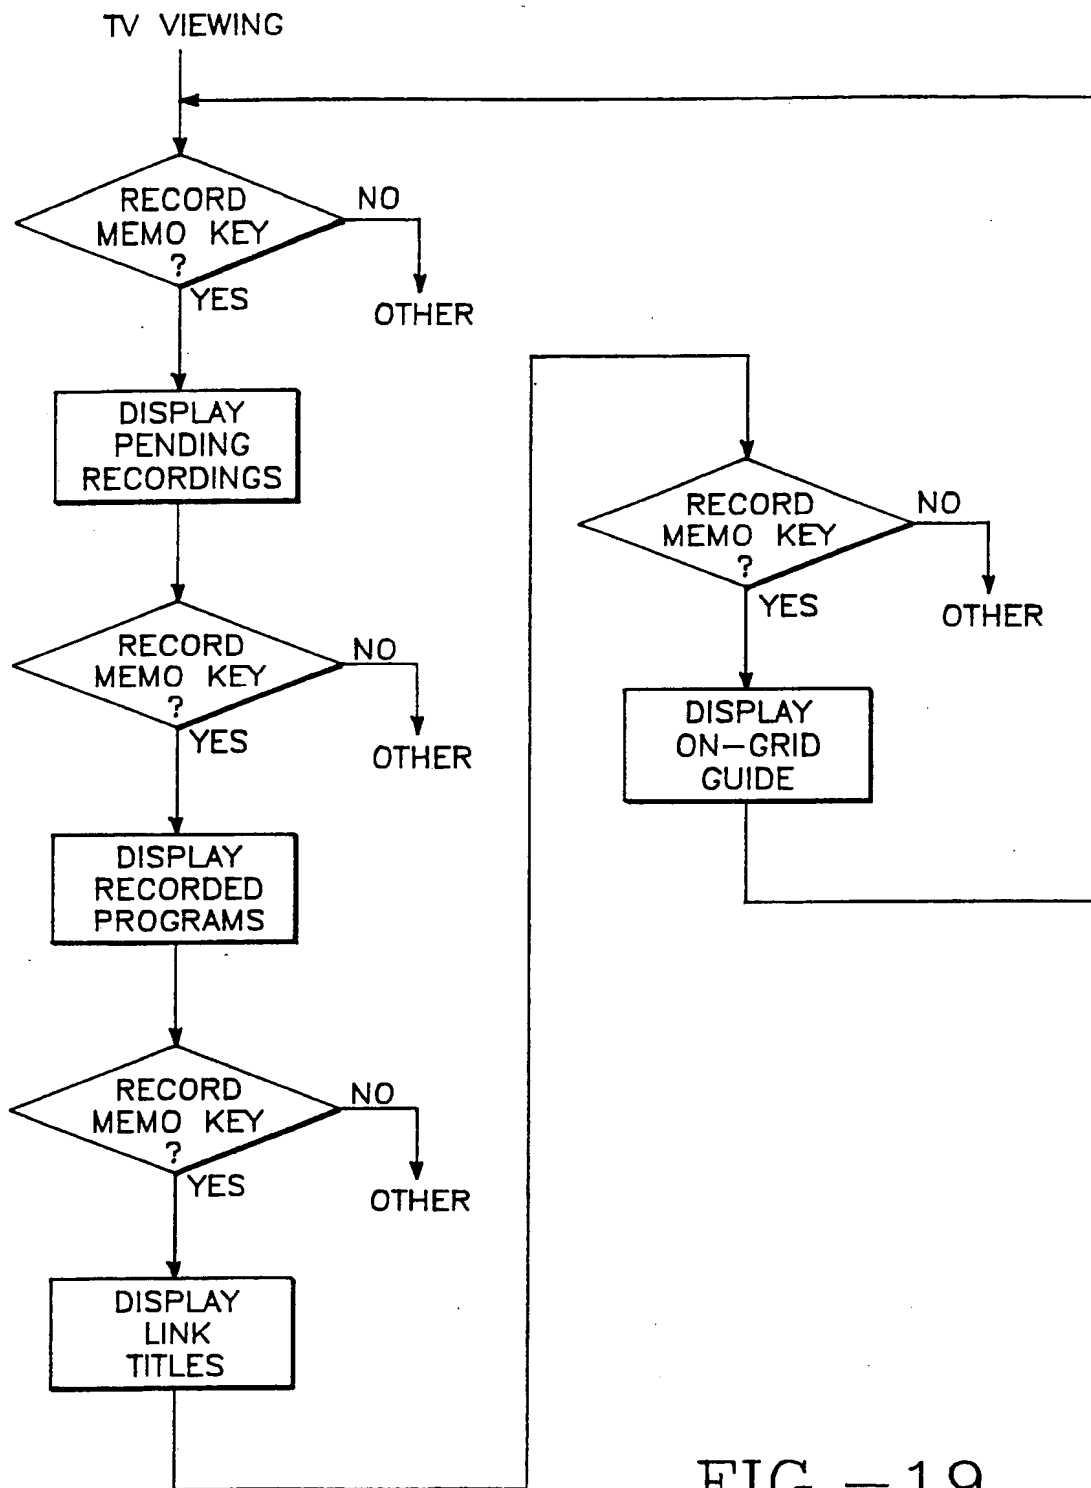 TV VIEWING
RECORD
MEMO KEY
?
NO
YES
OTHER
DISPLAY
PENDING
RECORDINGS
RECORD
MEMO KEY
?
NO
YES
OTHER
DISPLAY
RECORDED
PROGRAMS
RECORD
MEMO KEY
?
NO
YES
OTHER
DISPLAY
LINK
TITLES
RECORD
MEMO KEY
?
NO
YES
OTHER
DISPLAY
ON-GRID
GUIDE
FIG.-19